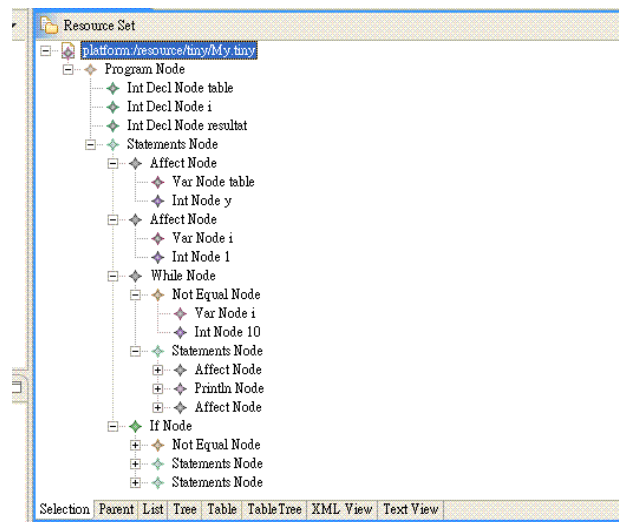 Resource Set
platform:/resource/tiny/My.tiny
Program Node
Int Decl Node table
Int Decl Node i
Int Decl Node resultat
Statements Node
Affect Node
Var Node table
Int Node y
Affect Node
Var Node i
Int Node 1
While Node
Not Equal Node
Var Node i
Int Node 10
Statements Node
Affect Node
Println Node
Affect Node
If Node
Not Equal Node
Statements Node
Statements Node
Selection Parent List Tree Table TableTree XML View Text View